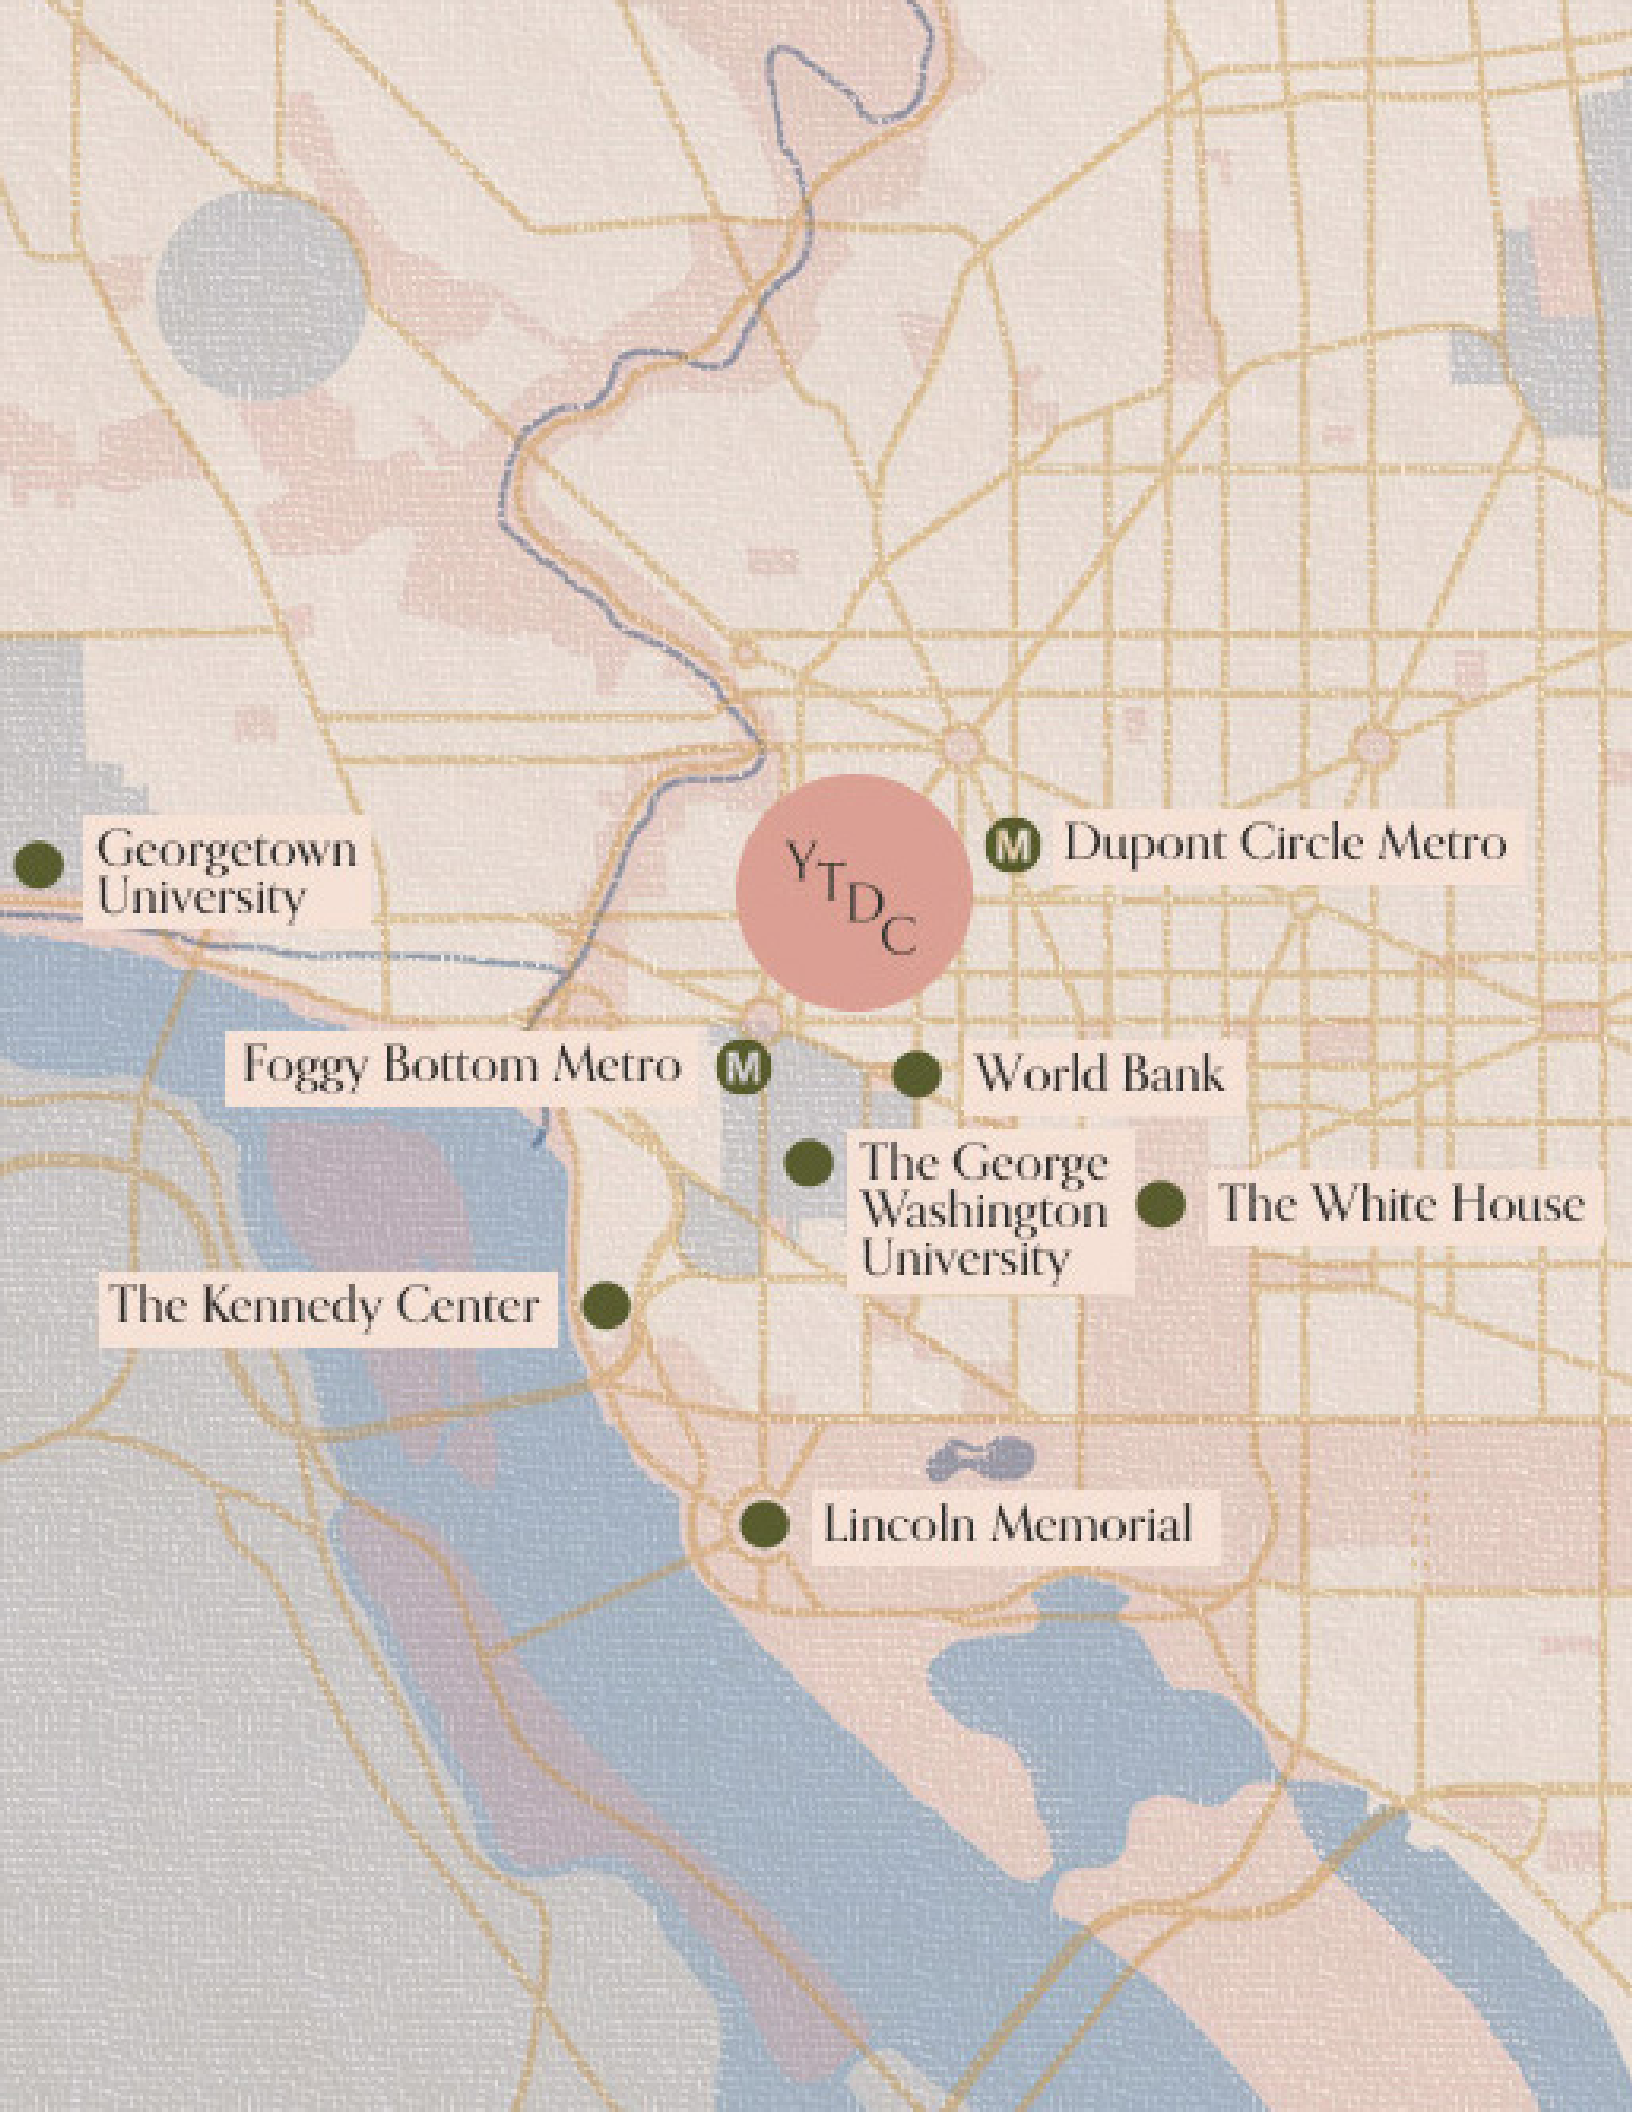 Georgetown
University
YTDC
M Dupont Circle Metro
Foggy Bottom Metro M
World Bank
The George
Washington
University
The White House
The Kennedy Center
Lincoln Memorial